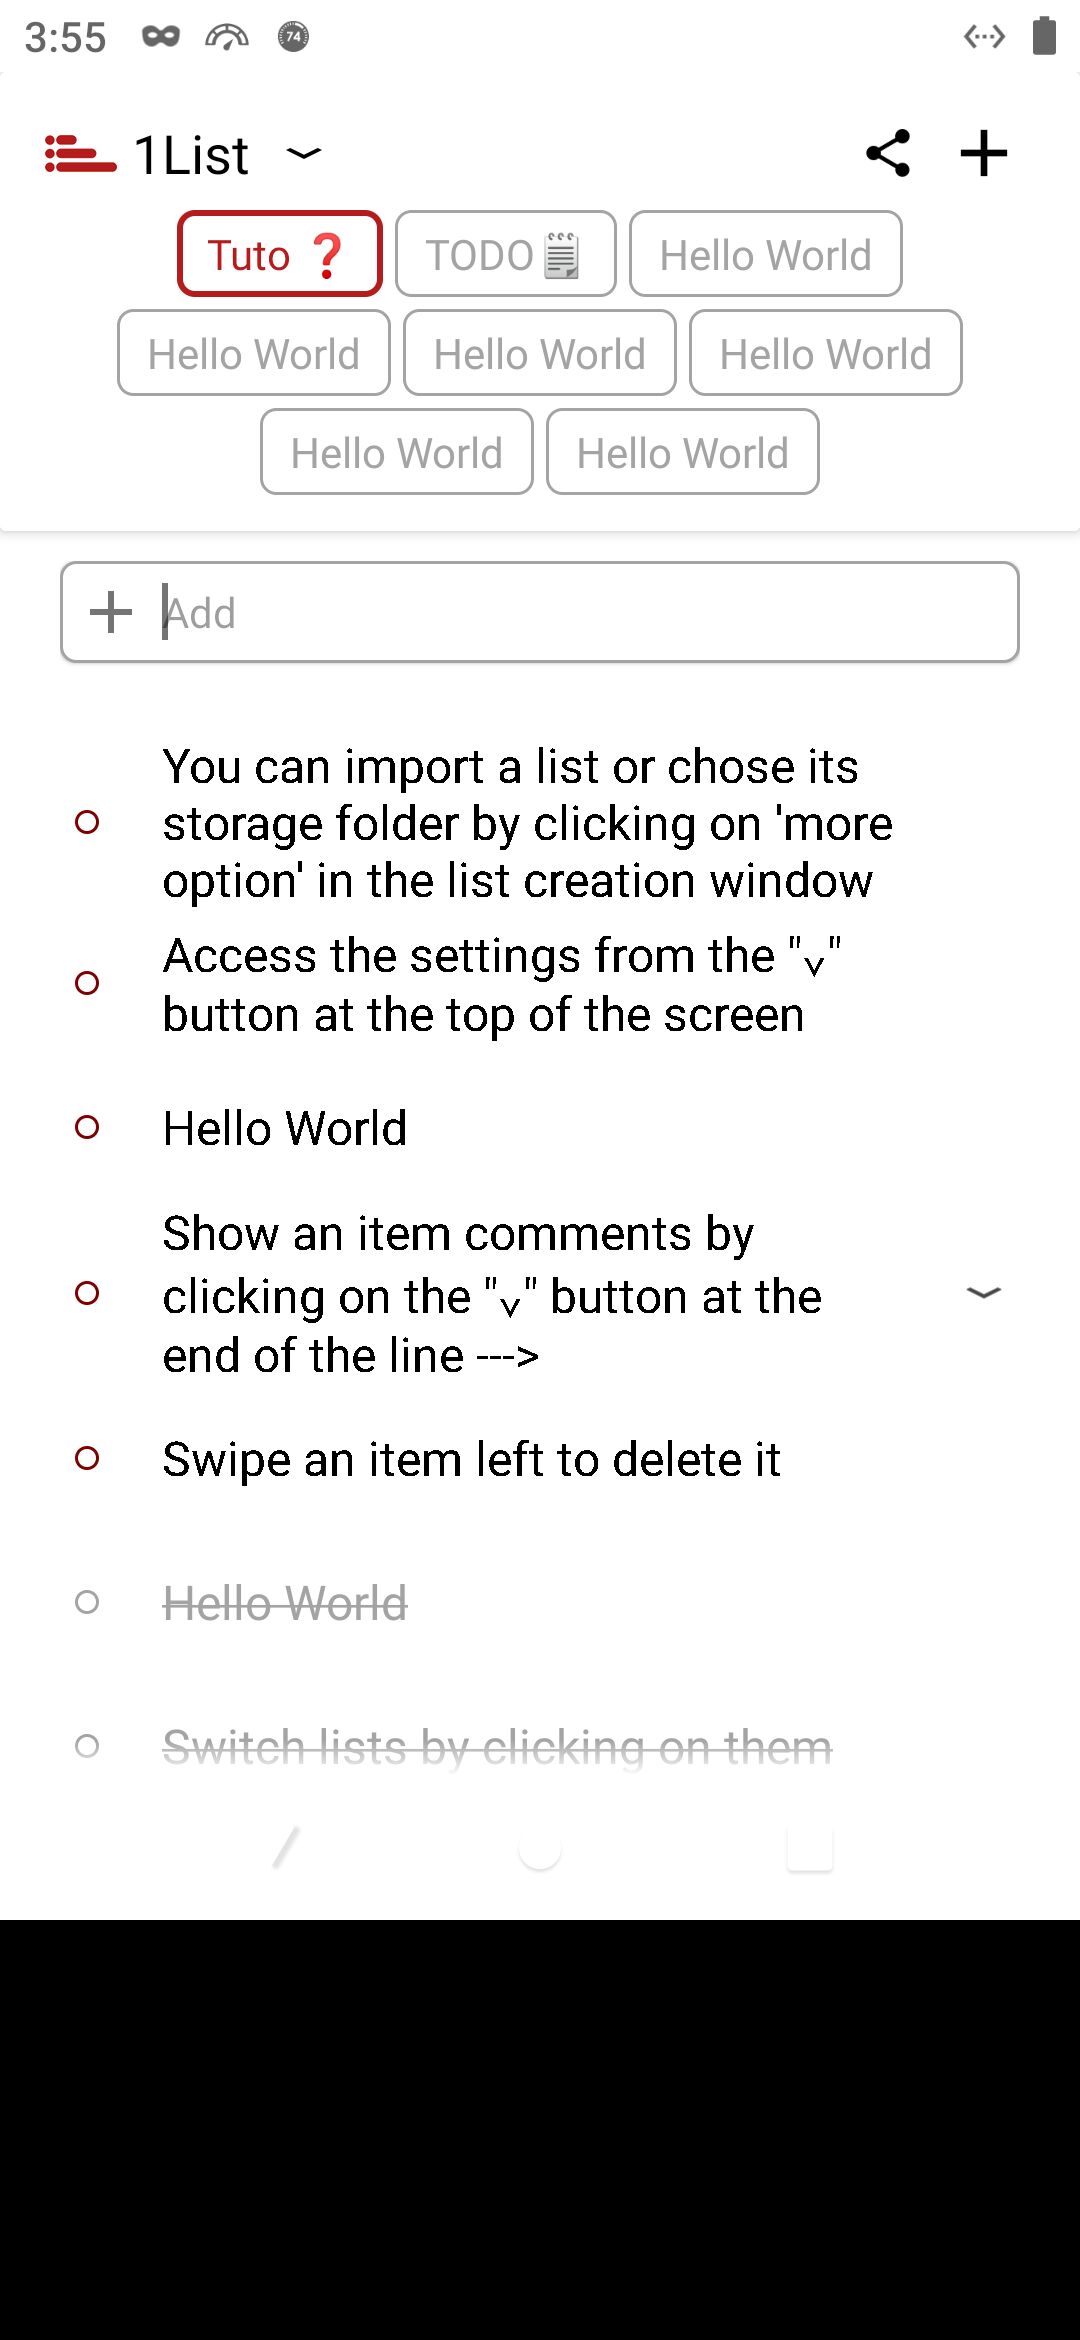 3:55
74
1List
Tuto ❓ TODO🗒 Hello World
Hello World Hello World Hello World
Hello World Hello World
Add
You can import a list or chose its
storage folder by clicking on 'more
option' in the list creation window
Access the settings from the "˅"
button at the top of the screen
Hello World
Show an item comments by
clicking on the "˅" button at the
end of the line --->
Swipe an item left to delete it
Hello World
Switch lists by clicking on them